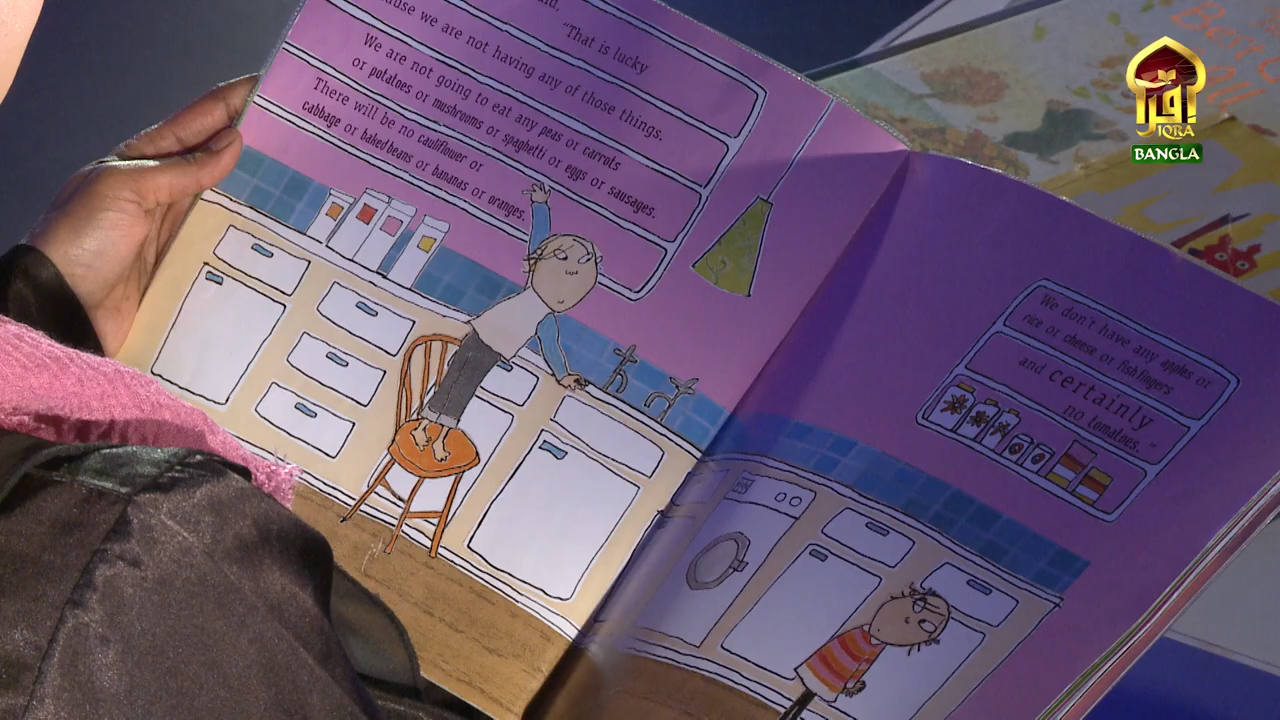 "That is lucky
we are not having any of those things.
We are not going to eat any peas or carrots
or potatoes or mushrooms or spaghetti or eggs or sausages.
There will be no cauliflower or
cabbage or baked beans or bananas or oranges.
We don't have any apples or
rice or cheese or fish fingers
and certainly
no tomatoes."
اقرأ
IQRA
BANGLA